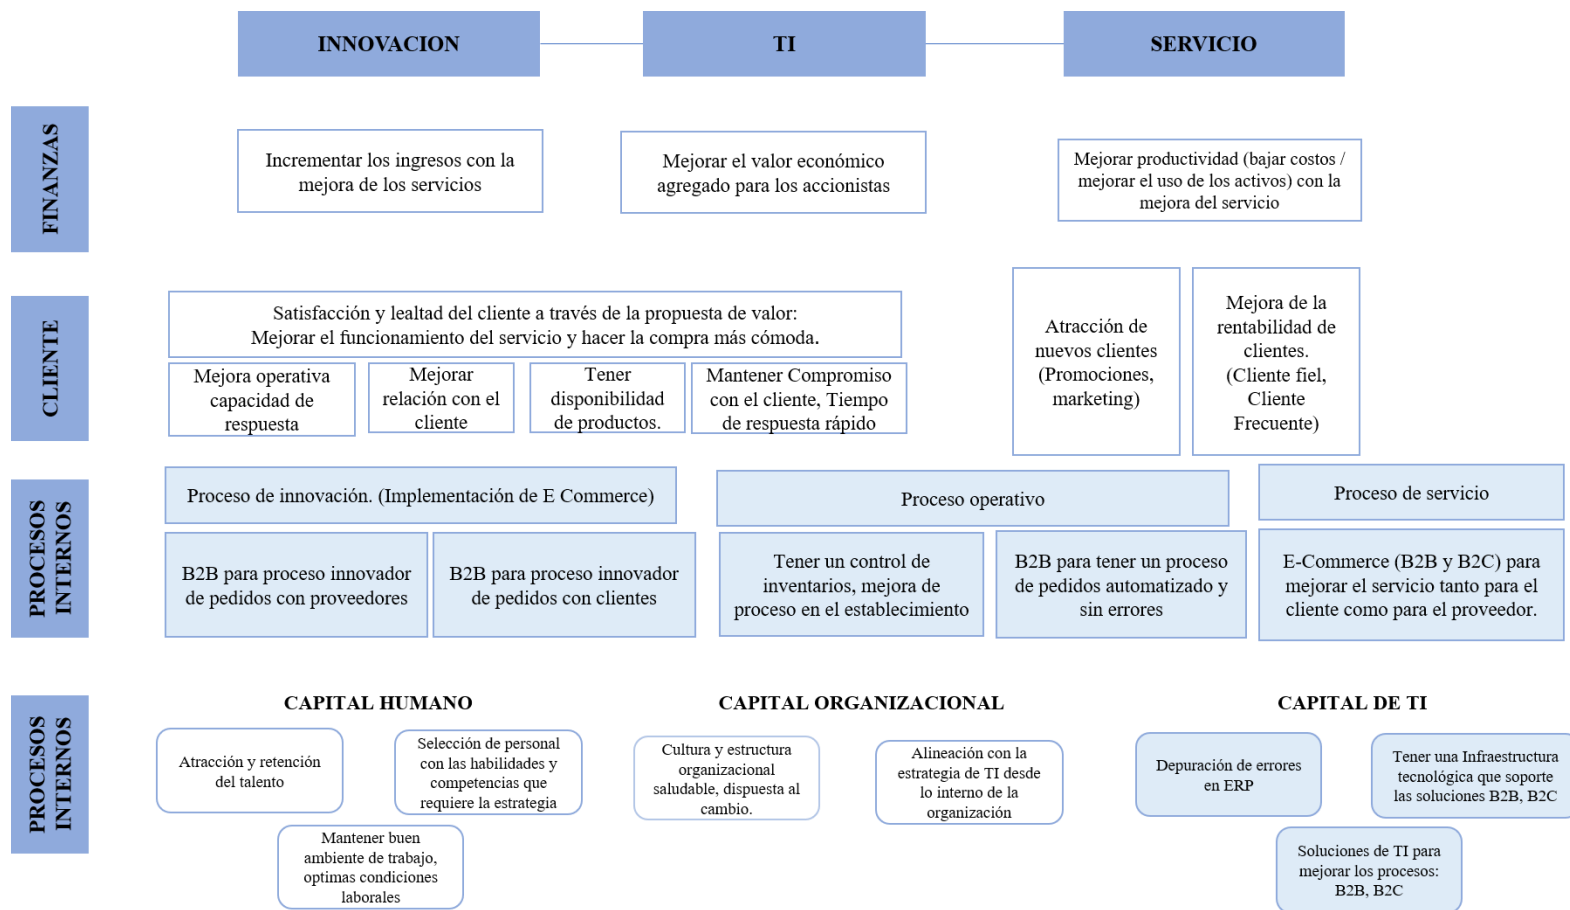 INNOVACION
TI
SERVICIO
FINANZAS
Incrementar los ingresos con la
mejora de los servicios
Mejorar el valor económico
agregado para los accionistas
Mejorar productividad (bajar costos /
mejorar el uso de los activos) con la
mejora del servicio
CLIENTE
Satisfacción y lealtad del cliente a través de la propuesta de valor:
Mejorar el funcionamiento del servicio y hacer la compra más cómoda.
Mejora operativa
capacidad de
respuesta
Mejorar
relación con el
cliente
Tener
disponibilidad
de productos.
Mantener Compromiso
con el cliente, Tiempo
de respuesta rápido
Atracción de
nuevos clientes
(Promociones,
marketing)
Mejora de la
rentabilidad de
clientes.
(Cliente fiel,
Cliente
Frecuente)
PROCESOS
INTERNOS
Proceso de innovación. (Implementación de E Commerce)
Proceso operativo
Proceso de servicio
B2B para proceso innovador
de pedidos con proveedores
B2B para proceso innovador
de pedidos con clientes
Tener un control de
inventarios, mejora de
proceso en el establecimiento
B2B para tener un proceso
de pedidos automatizado y
sin errores
E-Commerce (B2B y B2C) para
mejorar el servicio tanto para el
cliente como para el proveedor.
PROCESOS
INTERNOS
CAPITAL HUMANO
Atracción y retención
del talento
Selección de personal
con las habilidades y
competencias que
requiere la estrategia
Mantener buen
ambiente de trabajo,
optimas condiciones
laborales
CAPITAL ORGANIZACIONAL
Cultura y estructura
organizacional
saludable, dispuesta al
cambio.
Alineación con la
estrategia de TI desde
lo interno de la
organización
CAPITAL DE TI
Depuración de errores
en ERP
Tener una Infraestructura
tecnológica que soporte
las soluciones B2B, B2C
Soluciones de TI para
mejorar los procesos:
B2B, B2C